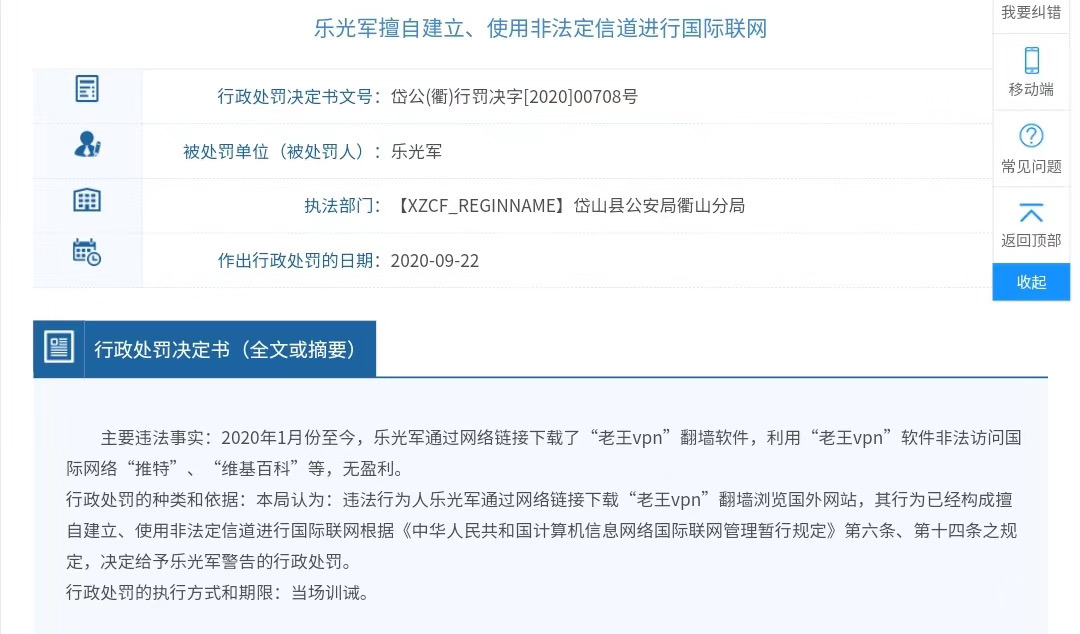 我要纠错
乐光军擅自建立、使用非法定信道进行国际联网
移动端
行政处罚决定书文号：岱公(衢)行罚决字[2020]00708号
被处罚单位（被处罚人）：乐光军
常见问题
执法部门：【XZCF_REGINNAME】岱山县公安局衢山分局
返回顶部
作出行政处罚的日期：2020-09-22
收起
行政处罚决定书（全文或摘要）
主要违法事实：2020年1月份至今，乐光军通过网络链接下载了“老王vpn”翻墙软件，利用“老王vpn”软件非法访问国
际网络“推特”、“维基百科”等，无盈利。
行政处罚的种类和依据：本局认为：违法行为人乐光军通过网络链接下载“老王vpn”翻墙浏览国外网站，其行为已经构成擅
自建立、使用非法定信道进行国际联网根据《中华人民共和国计算机信息网络国际联网管理暂行规定》第六条、第十四条之规
定，决定给予乐光军警告的行政处罚。
行政处罚的执行方式和期限：当场训诫。